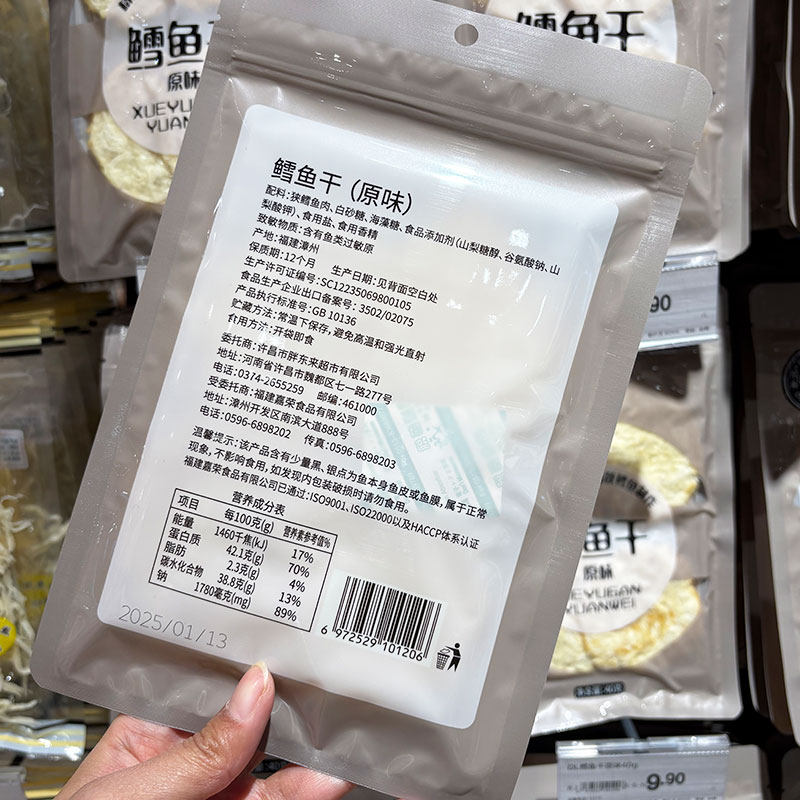 鳕鱼干
原味
XUEYU
YUAN
鳕鱼干
鳕鱼干（原味）
配料：狭鳕鱼肉、白砂糖、海藻糖、食品添加剂（山梨糖醇、谷氨酸钠、山
梨酸钾）、食用盐、食用香精
致敏物质：含有鱼类过敏原
产地：福建漳州
保质期：12个月 生产日期：见背面空白处
生产许可证编号：SC12235069800105
食品生产企业出口备案号：3502/02075
产品执行标准号：GB 10136
贮藏方法：常温下保存，避免高温和强光直射
食用方法：开袋即食
委托商：许昌市胖东来超市有限公司
地址：河南省许昌市魏都区七一路277号
电话：0374-2655259 邮编：461000
受委托商：福建嘉荣食品有限公司
地址：漳州开发区南滨大道888号
电话：0596-6898202 传真：0596-6898203
温馨提示：该产品含有少量黑、银点为鱼本身鱼皮或鱼膜，属于正常
现象，不影响食用，如发现内包装破损时请勿食用。
福建嘉荣食品有限公司已通过：ISO9001、ISO22000以及HACCP体系认证
营养成分表
项目 每100克(g) 营养素参考值%
能量 1460千焦(kJ) 17%
蛋白质 42.1克(g) 70%
脂肪 2.3克(g) 4%
碳水化合物 38.8克(g) 13%
钠 1780毫克(mg) 89%
6 972529 101206
2025/01/13
90
鱼干
原味
EYUGAN
YUANWEI
9.90